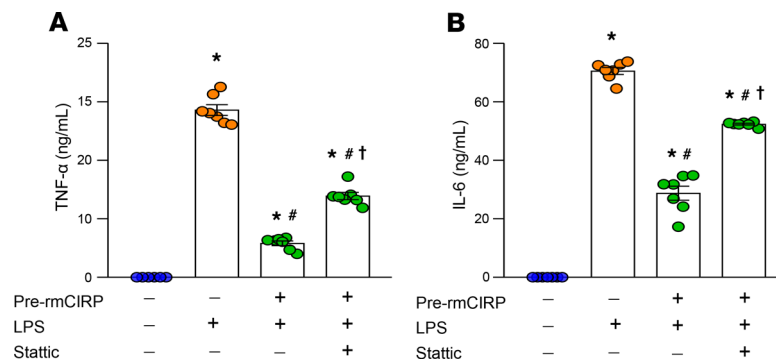 A
B
TNF-α (ng/mL)
25
15
20
10
0
*
* #
* # †
IL-6 (ng/mL)
80
60
40
20
0
*
* #
* # †
Pre-rmCIRP – – + +
LPS – + + +
Stattic – – – +
Pre-rmCIRP – – + +
LPS – + + +
Stattic – – – +